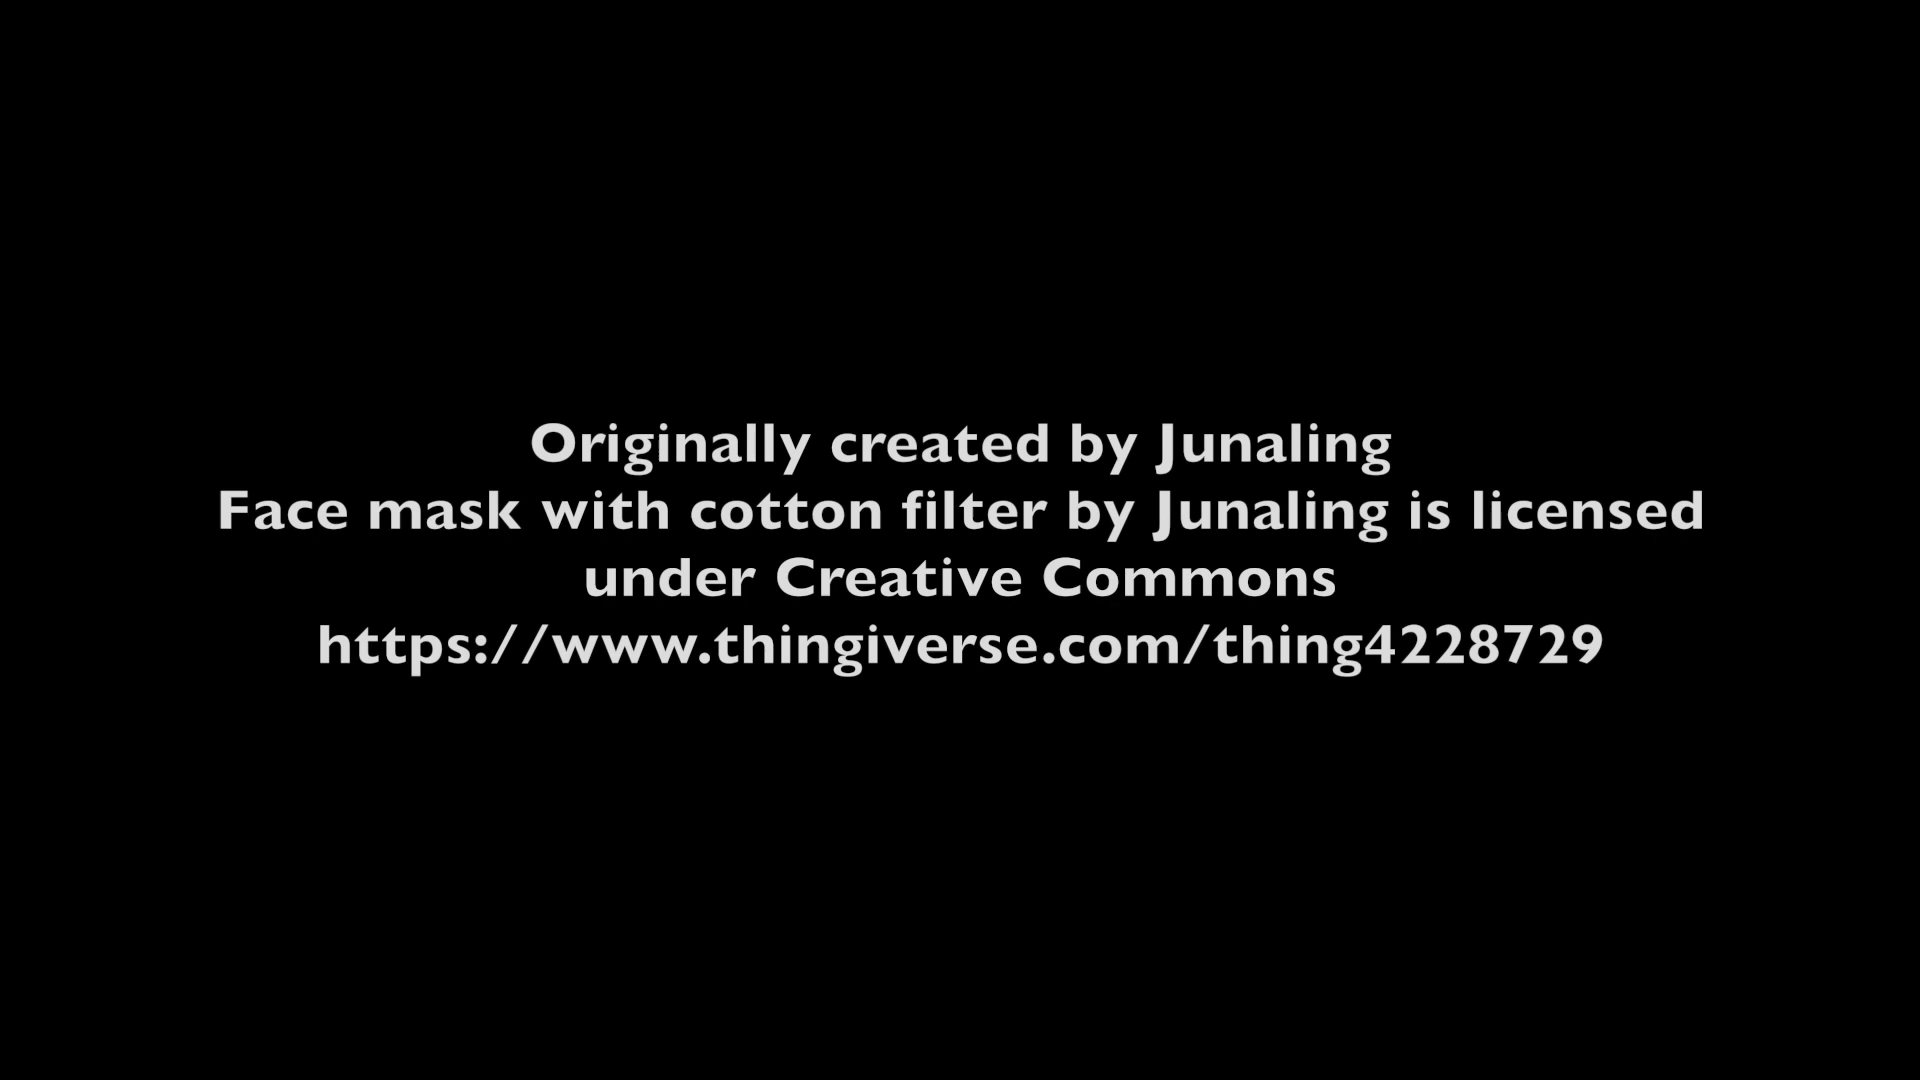 Originally created by Junaling
Face mask with cotton filter by Junaling is licensed
under Creative Commons
https://www.thingiverse.com/thing4228729